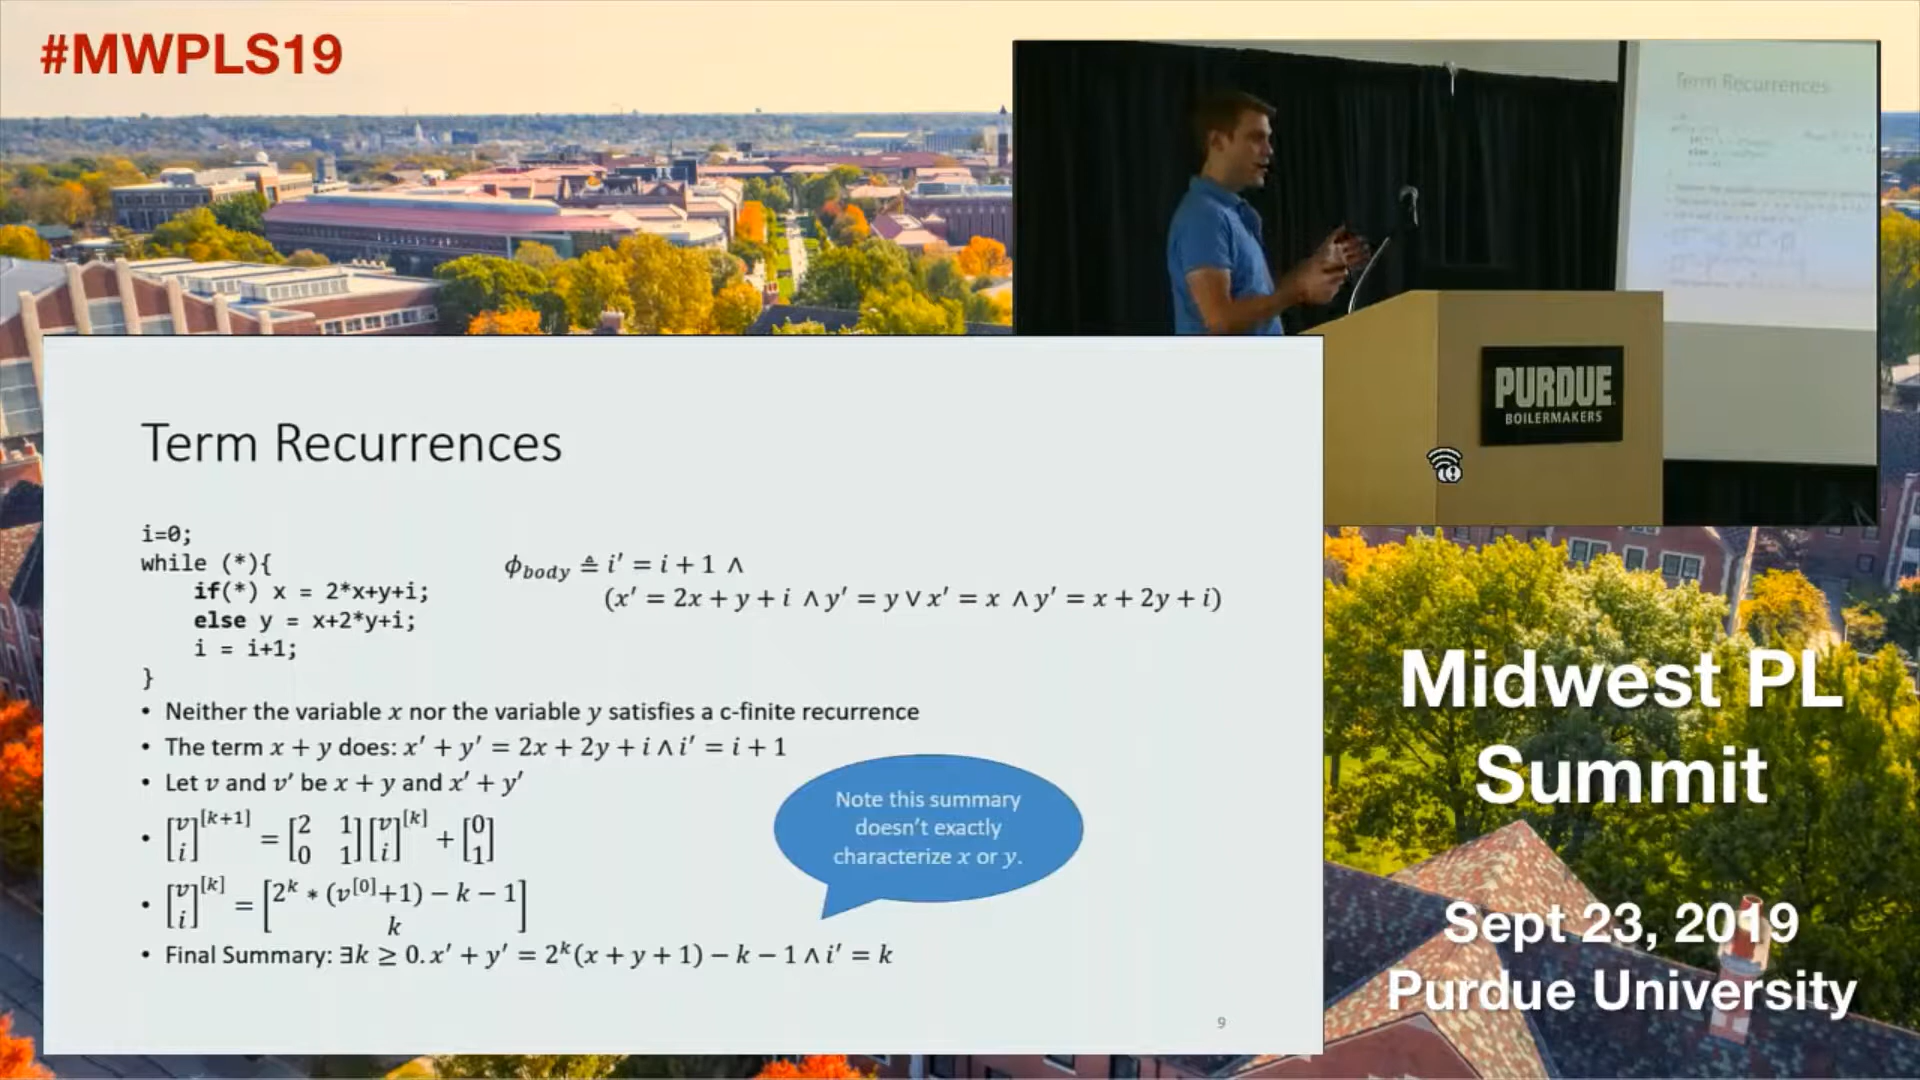 #MWPLS19
Term Recurrences
PURDUE
BOILERMAKERS
Term Recurrences
i=0;
while (*){
if(*) x = 2*x+y+i;
else y = x+2*y+i;
i = i+1;
}
ϕ_body ≜ i′ = i + 1 ∧
(x′ = 2x + y + i ∧ y′ = y ∨ x′ = x ∧ y′ = x + 2y + i)
• Neither the variable x nor the variable y satisfies a c-finite recurrence
• The term x + y does: x′ + y′ = 2x + 2y + i ∧ i′ = i + 1
• Let v and v′ be x + y and x′ + y′
• [v i]^[k+1] = [2 1 0 1][v i]^[k] + [0 1]
• [v i]^[k] = [2^k * (v^[0]+1) − k − 1 k]
• Final Summary: ∃k ≥ 0. x′ + y′ = 2^k(x + y + 1) − k − 1 ∧ i′ = k
Note this summary
doesn't exactly
characterize x or y.
9
Midwest PL
Summit
Sept 23, 2019
Purdue University